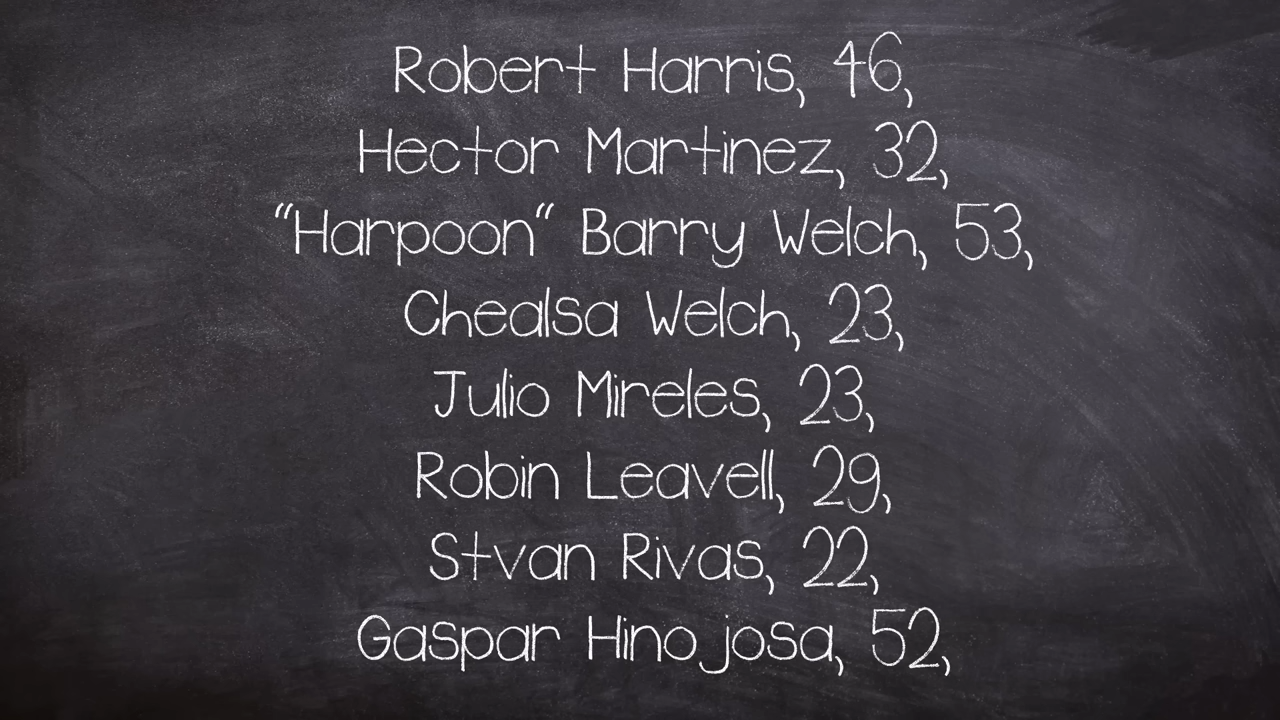 Robert Harris, 46,
Hector Martinez, 32,
“Harpoon“ Barry Welch, 53,
Chealsa Welch, 23,
Julio Mireles, 23,
Robin Leavell, 29,
Stvan Rivas, 22,
Gaspar Hinojosa, 52,